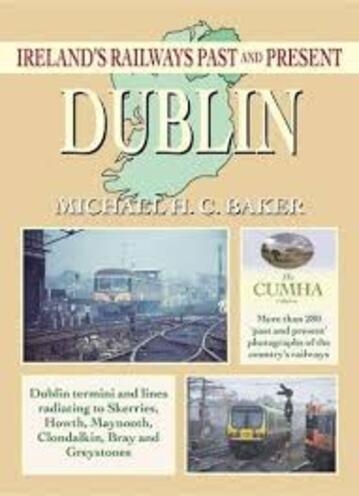 IRELAND'S RAILWAYS PAST AND PRESENT
DUBLIN
MICHAEL H. C. BAKER
The
CUMHA
More than 280
'past and present'
photographs of the
country's railways
Dublin termini and lines
radiating to Skerries,
Howth, Maynooth,
Clondalkin, Bray and
Greystones